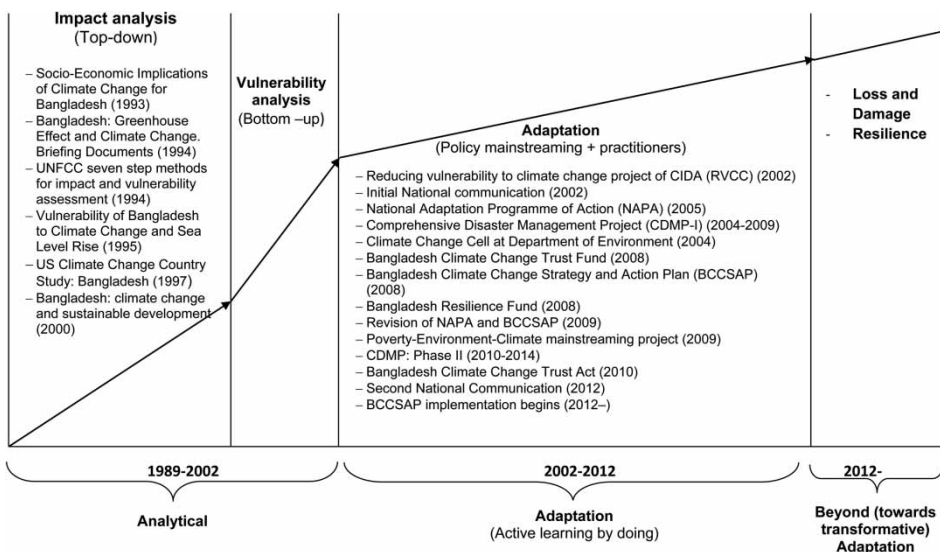 Impact analysis
(Top-down)
– Socio-Economic Implications
of Climate Change for
Bangladesh (1993)
– Bangladesh: Greenhouse
Effect and Climate Change.
Briefing Documents (1994)
– UNFCC seven step methods
for impact and vulnerability
assessment (1994)
– Vulnerability of Bangladesh
to Climate Change and Sea
Level Rise (1995)
– US Climate Change Country
Study: Bangladesh (1997)
– Bangladesh: climate change
and sustainable development
(2000)
Vulnerability
analysis
(Bottom –up)
Adaptation
(Policy mainstreaming + practitioners)
– Reducing vulnerability to climate change project of CIDA (RVCC) (2002)
– Initial National communication (2002)
– National Adaptation Programme of Action (NAPA) (2005)
– Comprehensive Disaster Management Project (CDMP-I) (2004-2009)
– Climate Change Cell at Department of Environment (2004)
– Bangladesh Climate Change Trust Fund (2008)
– Bangladesh Climate Change Strategy and Action Plan (BCCSAP)
(2008)
– Bangladesh Resilience Fund (2008)
– Revision of NAPA and BCCSAP (2009)
– Poverty-Environment-Climate mainstreaming project (2009)
– CDMP: Phase II (2010-2014)
– Bangladesh Climate Change Trust Act (2010)
– Second National Communication (2012)
– BCCSAP implementation begins (2012–)
- Loss and
Damage
- Resilience
1989-2002
Analytical
2002-2012
Adaptation
(Active learning by doing)
2012-
Beyond (towards
transformative)
Adaptation